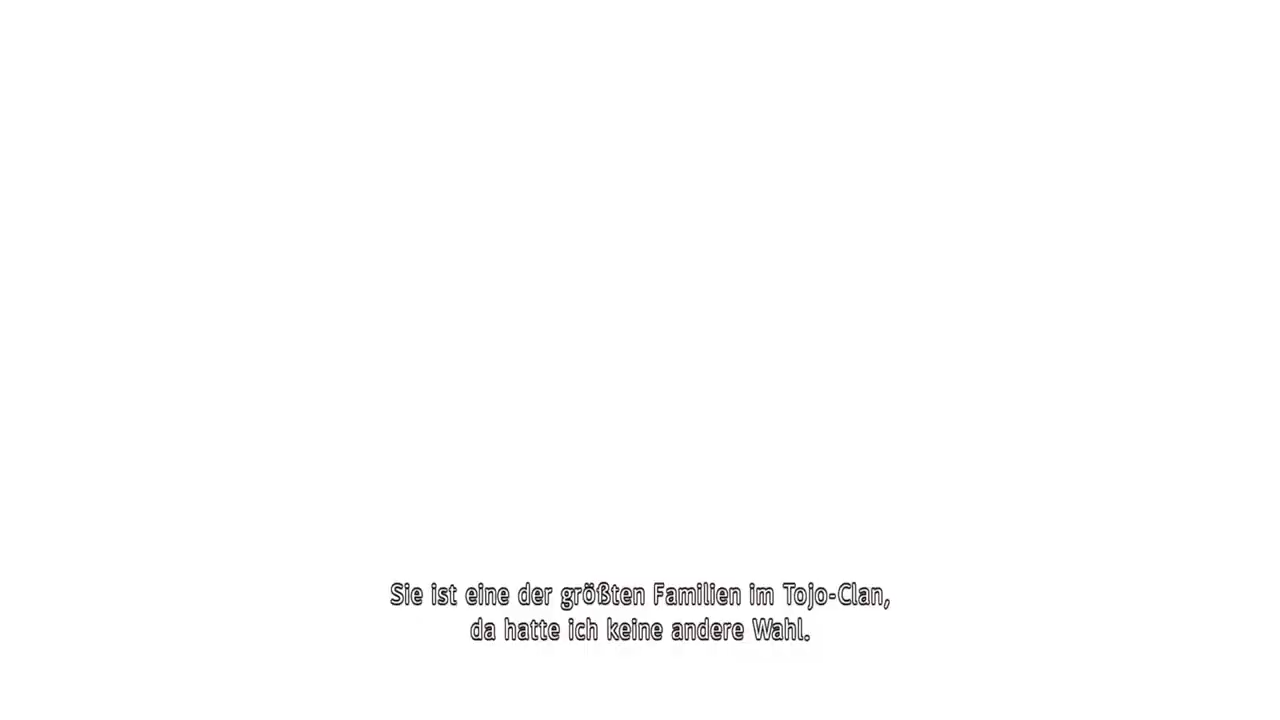 Sie ist eine der größten Familien im Tojo-Clan,
da hatte ich keine andere Wahl.